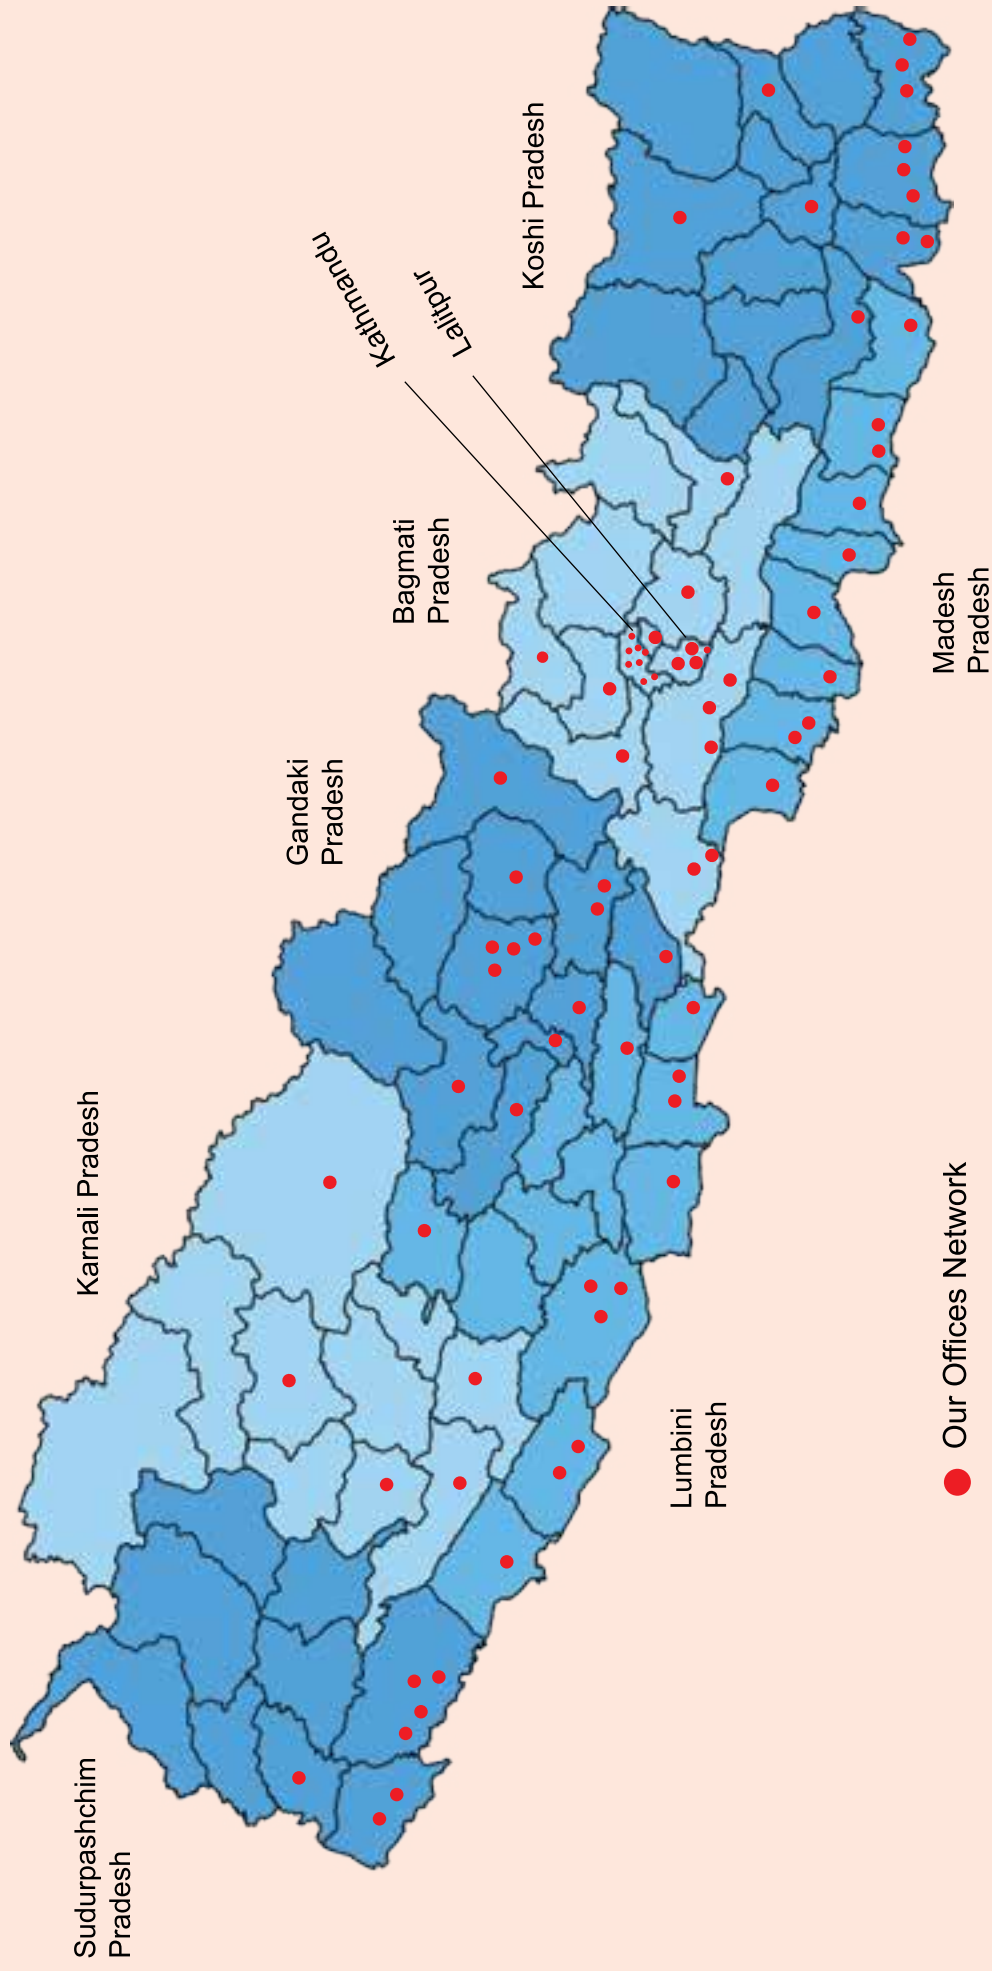 Sudurpashchim
Pradesh
Karnali Pradesh
Gandaki
Pradesh
Bagmati
Pradesh
Kathmandu
Lalitpur
Koshi Pradesh
Lumbini
Pradesh
Madesh
Pradesh
Our Offices Network